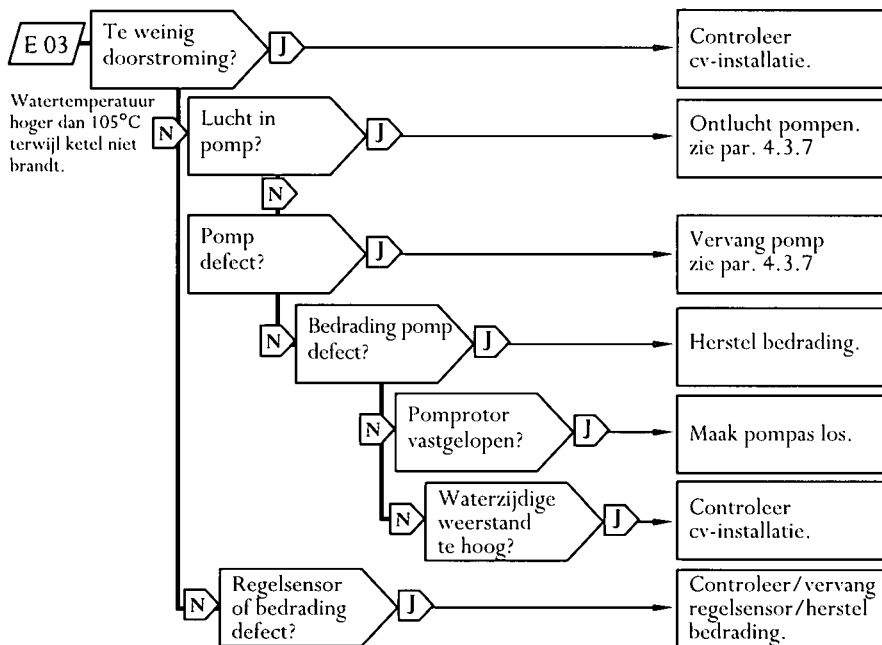 E 03
Te weinig
doorstroming?
J
Controleer
cv-installatie.
Watertemperatuur
hoger dan 105°C
terwijl ketel niet
brandt.
N
Lucht in
pomp?
J
Ontlucht pompen.
zie par. 4.3.7
N
Pomp
defect?
J
Vervang pomp
zie par. 4.3.7
N
Bedrading pomp
defect?
J
Herstel bedrading.
N
Pomprotor
vastgelopen?
J
Maak pompas los.
N
Waterzijdige
weerstand
te hoog?
J
Controleer
cv-installatie.
N
Regelsensor
of bedrading
defect?
J
Controleer/vervang
regelsensor/herstel
bedrading.